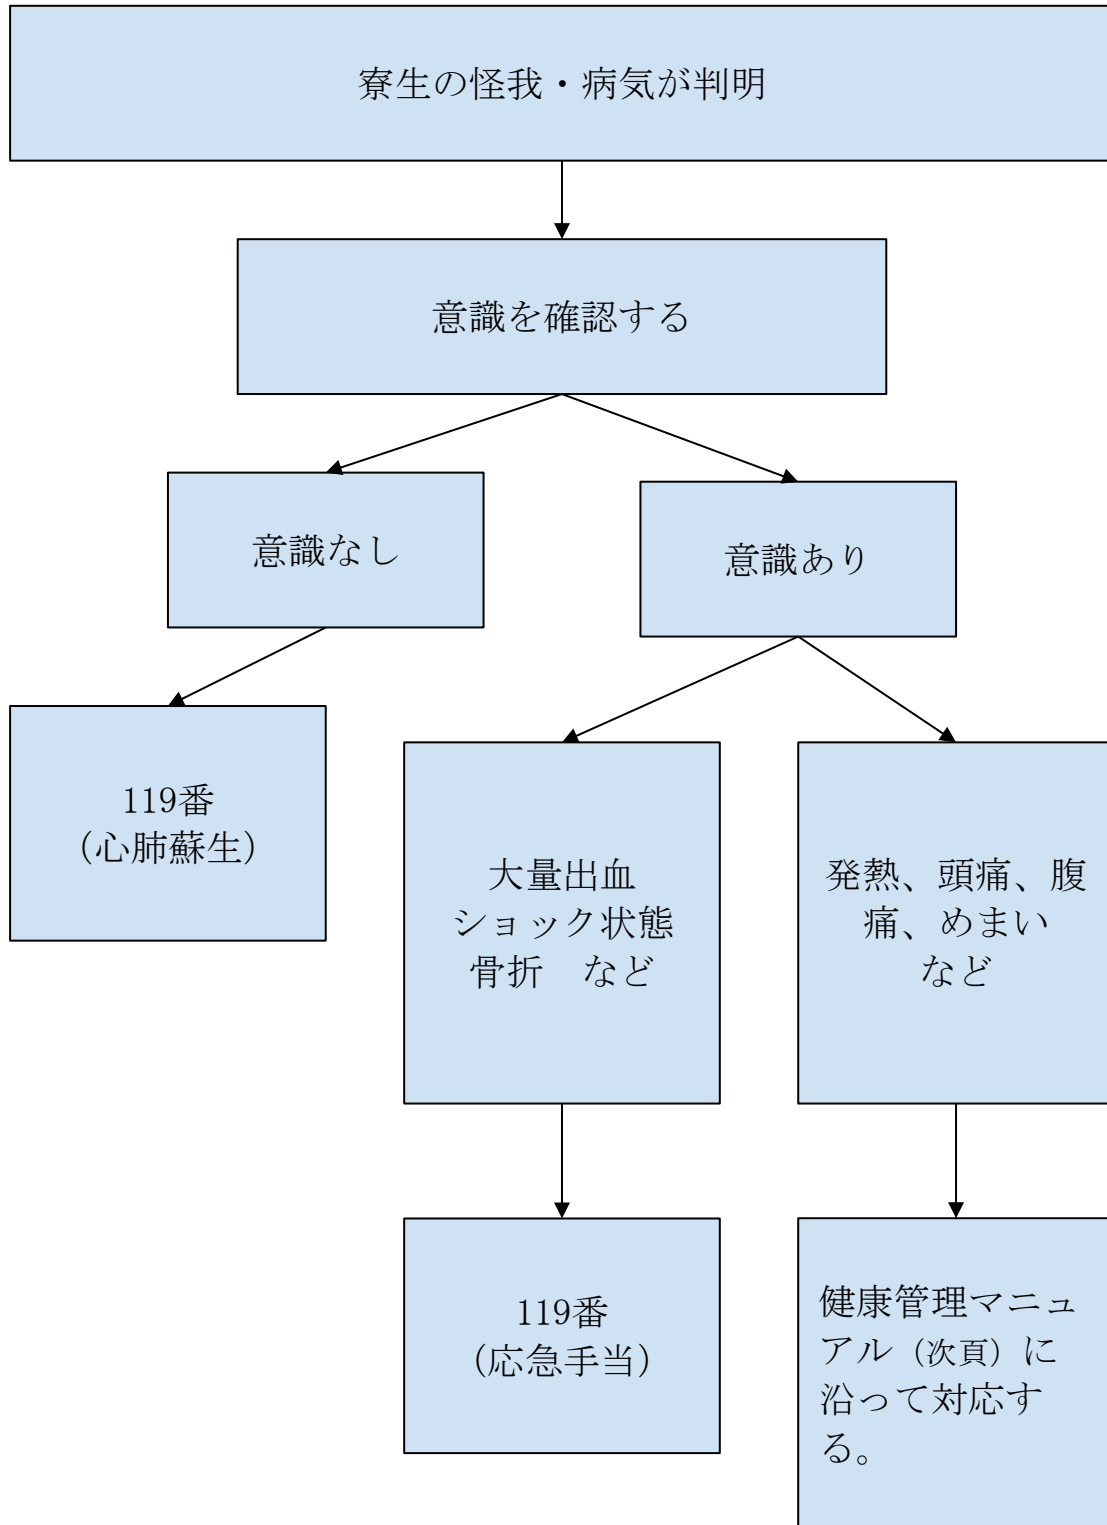 寮生の怪我・病気が判明
意識を確認する
意識なし
意識あり
119番
(心肺蘇生)
大量出血
ショック状態
骨折　など
発熱、頭痛、腹
痛、めまい
など
119番
(応急手当)
健康管理マニュ
アル（次頁）に
沿って対応す
る。